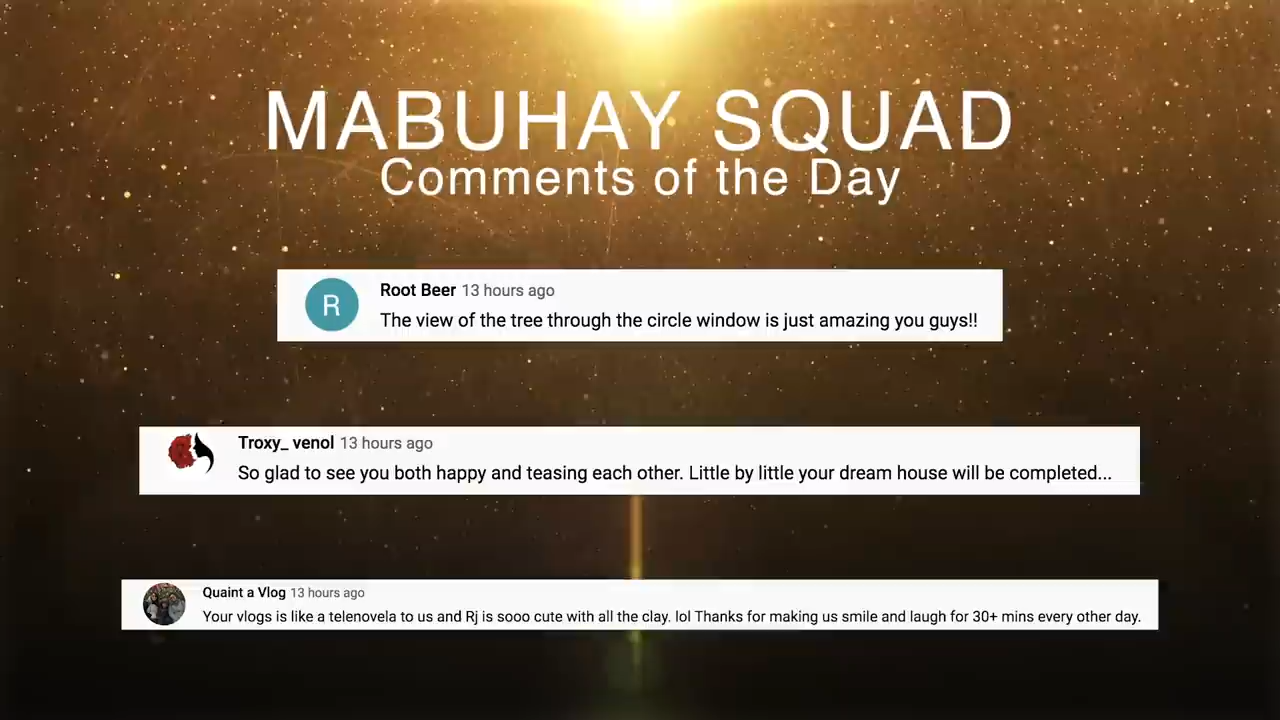 MABUHAY SQUAD
Comments of the Day
R
Root Beer 13 hours ago
The view of the tree through the circle window is just amazing you guys!!
Troxy_ venol 13 hours ago
So glad to see you both happy and teasing each other. Little by little your dream house will be completed...
Quaint a Vlog 13 hours ago
Your vlogs is like a telenovela to us and Rj is sooo cute with all the clay. lol Thanks for making us smile and laugh for 30+ mins every other day.